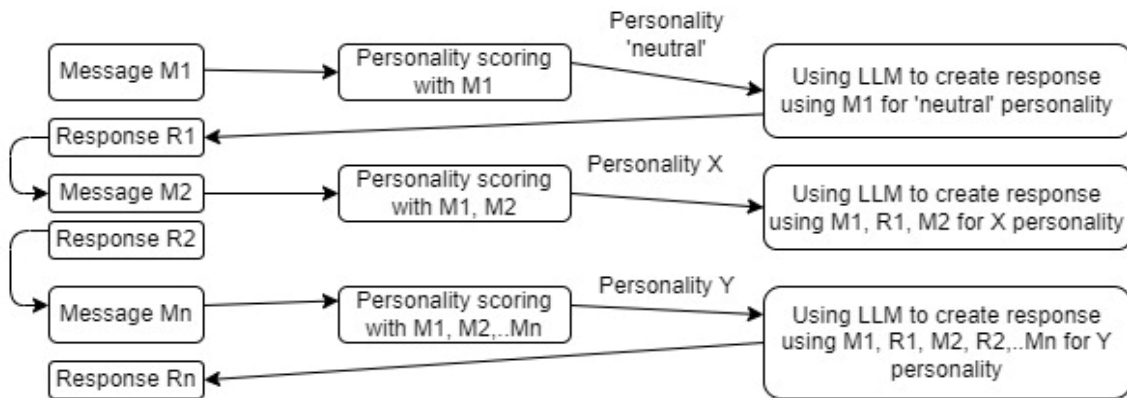 Message M1
Personality scoring
with M1
Personality
'neutral'
Using LLM to create response
using M1 for 'neutral' personality
Response R1
Message M2
Personality scoring
with M1, M2
Personality X
Using LLM to create response
using M1, R1, M2 for X personality
Response R2
Message Mn
Personality scoring
with M1, M2,..Mn
Personality Y
Using LLM to create response
using M1, R1, M2, R2,..Mn for Y
personality
Response Rn